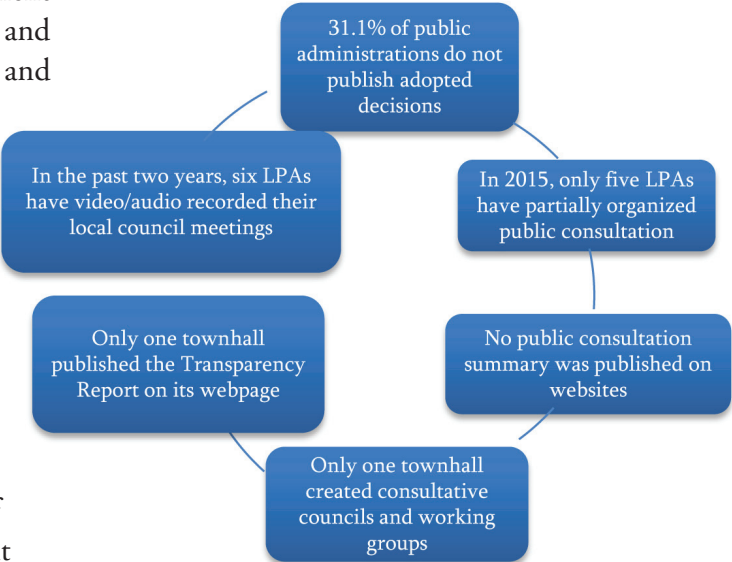 and
and
31.1% of public
administrations do not
publish adopted
decisions
In 2015, only five LPAs
have partially organized
public consultation
No public consultation
summary was published on
websites
Only one townhall
created consultative
councils and working
groups
Only one townhall
published the Transparency
Report on its webpage
In the past two years, six LPAs
have video/audio recorded their
local council meetings